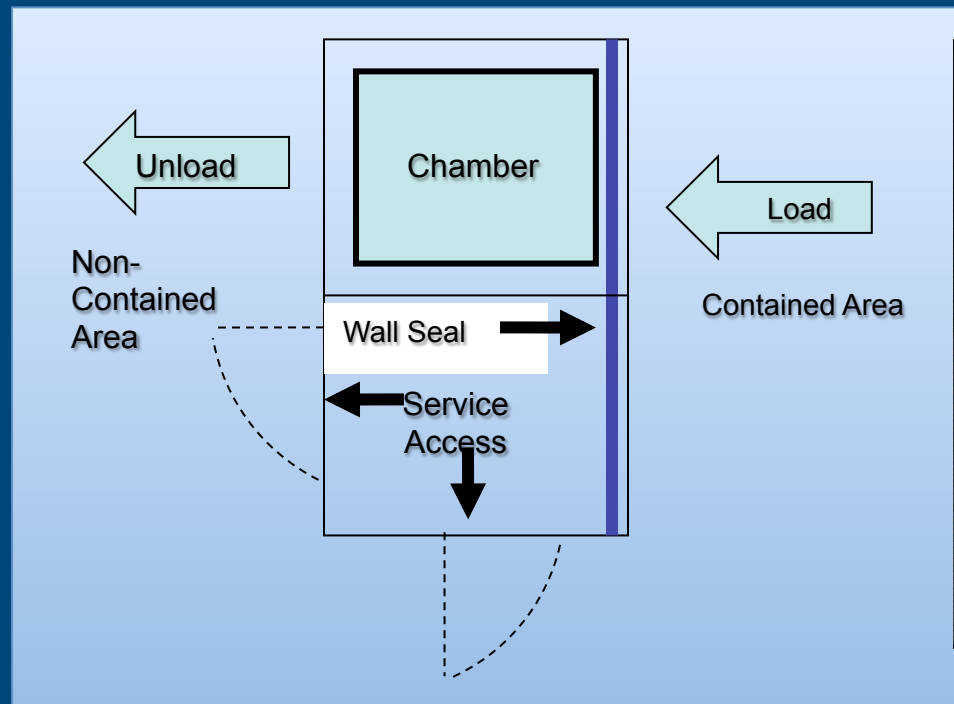 Unload
Chamber
Load
Non-
Contained
Area
Contained Area
Wall Seal
Service
Access